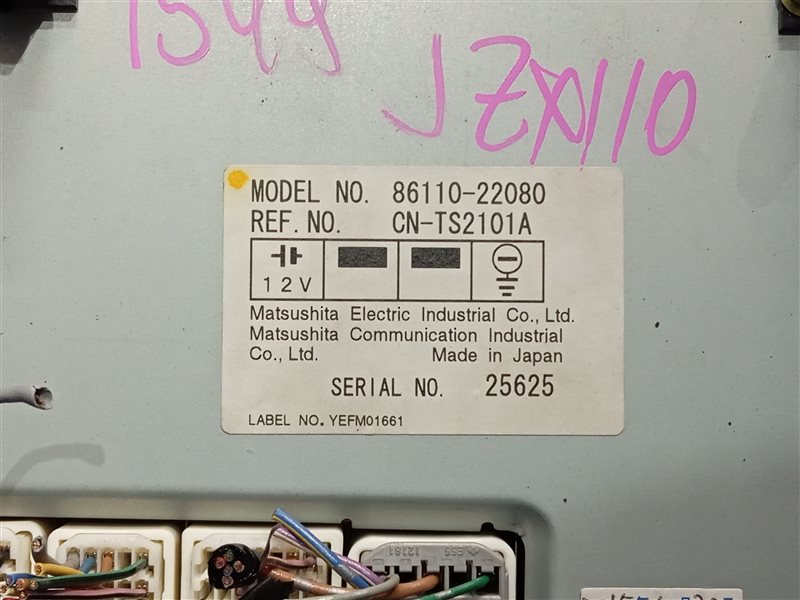 1544
JZX110
MODEL NO. 86110-22080
REF. NO. CN-TS2101A
12V
Matsushita Electric Industrial Co., Ltd.
Matsushita Communication Industrial
Co., Ltd. Made in Japan
SERIAL NO. 25625
LABEL NO. YEFM01661